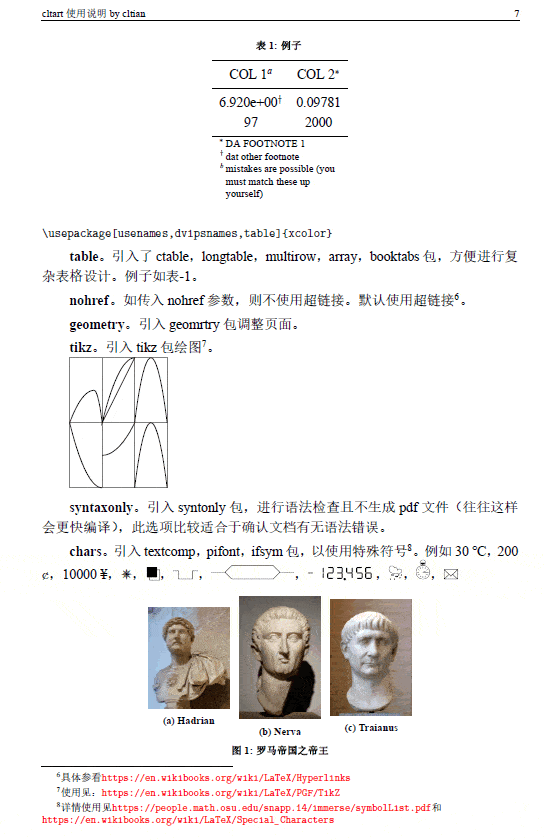 cltart 使用说明 by cltian 7
表 1: 例子
COL 1ᵃ COL 2*
6.920e+00† 0.09781
97 2000
* DA FOOTNOTE 1
† dat other footnote
ᵇ mistakes are possible (you
must match these up
yourself)
\usepackage[usenames,dvipsnames,table]{xcolor}
table。引入了 ctable，longtable，multirow，array，booktabs 包，方便进行复
杂表格设计。例子如表-1。
nohref。如传入 nohref 参数，则不使用超链接。默认使用超链接⁶。
geometry。引入 geomrtry 包调整页面。
tikz。引入 tikz 包绘图⁷。
syntaxonly。引入 syntonly 包，进行语法检查且不生成 pdf 文件（往往这样
会更快编译），此选项比较适合于确认文档有无语法错误。
chars。引入 textcomp，pifont，ifsym 包，以使用特殊符号⁸。例如 30 ℃，200
¢，10000 ¥，✷，，，，- 123.456，，，
(a) Hadrian
(b) Nerva
(c) Traianus
图 1: 罗马帝国之帝王
⁶具体参看https://en.wikibooks.org/wiki/LaTeX/Hyperlinks
⁷使用见：https://en.wikibooks.org/wiki/LaTeX/PGF/TikZ
⁸详情使用见https://people.math.osu.edu/snapp.14/immerse/symbolList.pdf和
https://en.wikibooks.org/wiki/LaTeX/Special_Characters